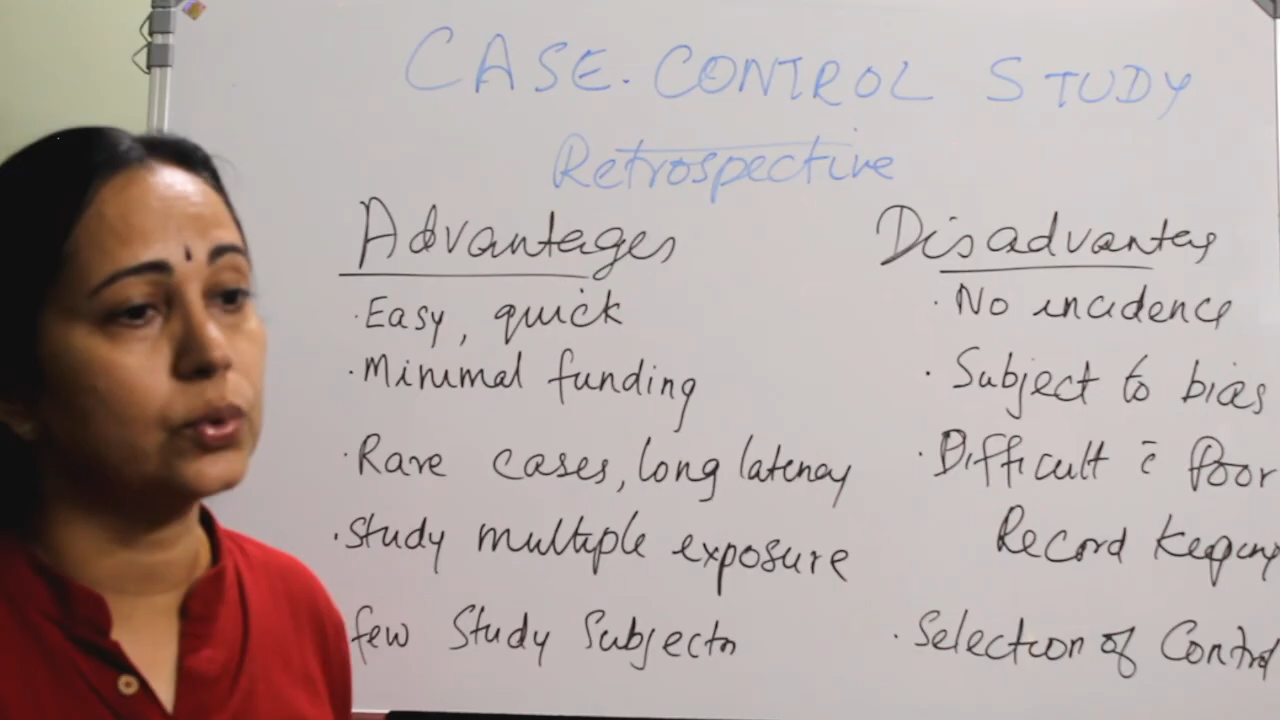 CASE-CONTROL STUDY
Retrospective
Advantages
· Easy, quick
· Minimal funding
· Rare cases, long latency
· Study multiple exposure
few Study Subjects
Disadvantages
· No incidence
· Subject to bias
· Difficult c̄ Poor
Record Keeping
· Selection of Control